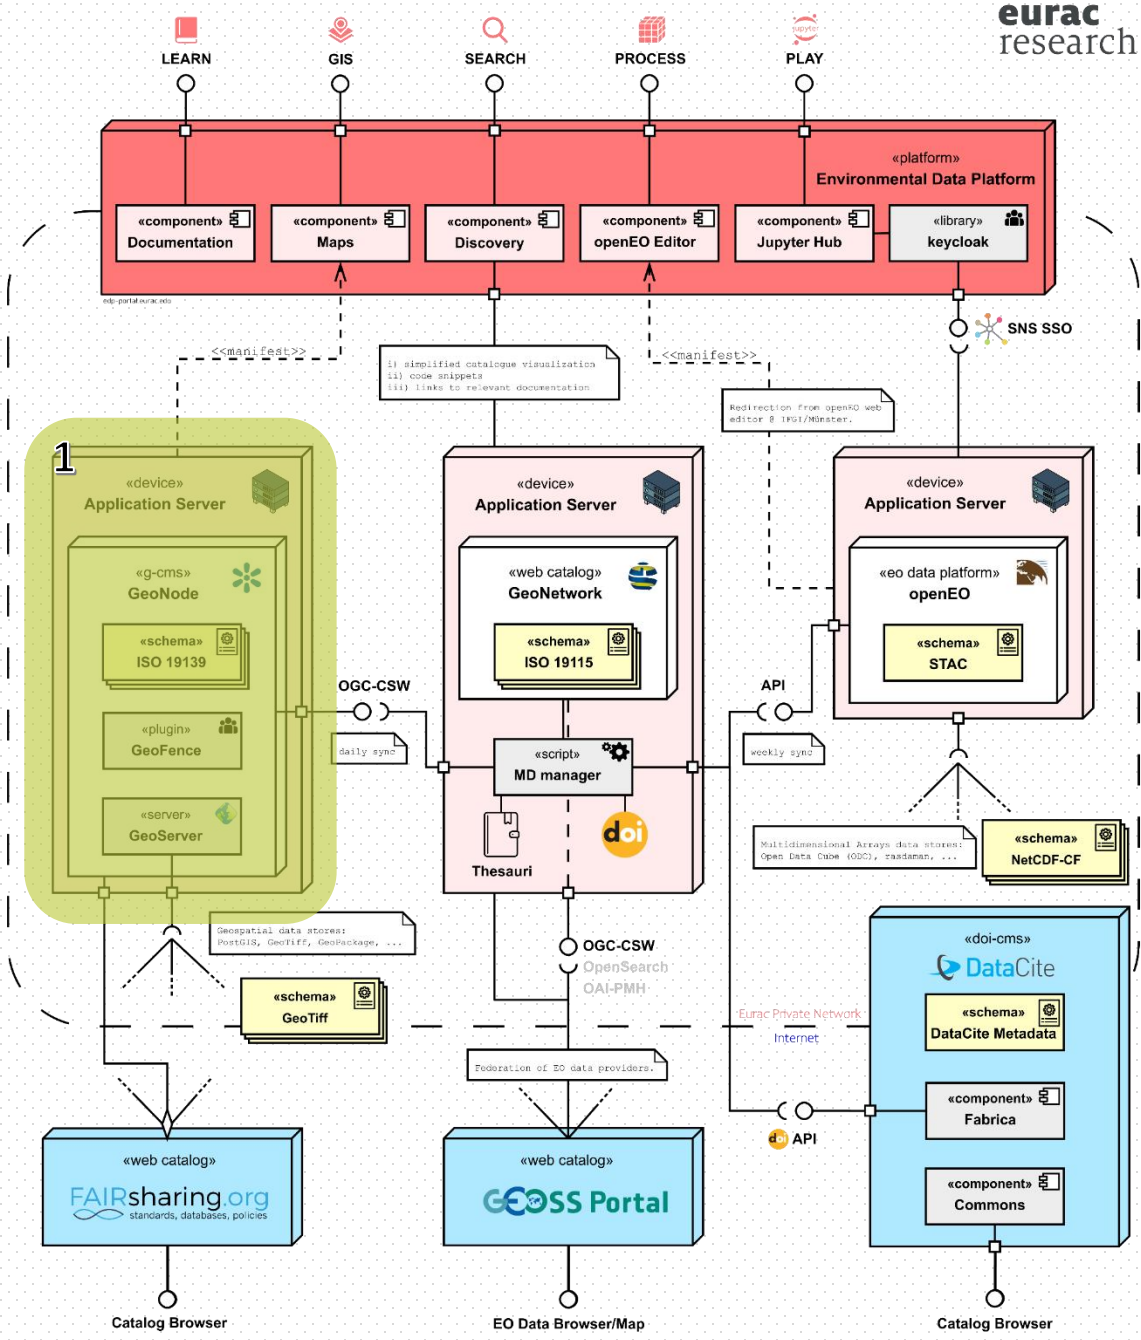 eurac
research
LEARN
GIS
SEARCH
PROCESS
jupyter
PLAY
«platform»
Environmental Data Platform
«component»
Documentation
«component»
Maps
«component»
Discovery
«component»
openEO Editor
«component»
Jupyter Hub
«library»
keycloak
edp-portal.eurac.edu
SNS SSO
<<manifest>>
i) simplified catalogue visualization
ii) code snippets
iii) links to relevant documentation
<<manifest>>
Redirection from openEO web
editor @ IFGI/Münster.
1
«device»
Application Server
«g-cms»
GeoNode
«schema»
ISO 19139
«plugin»
GeoFence
«server»
GeoServer
OGC-CSW
daily sync
«device»
Application Server
«web catalog»
GeoNetwork
«schema»
ISO 19115
«script»
MD manager
Thesauri
doi
API
weekly sync
«device»
Application Server
«eo data platform»
openEO
«schema»
STAC
Multidimensional Arrays data stores:
Open Data Cube (ODC), rasdaman, ...
«schema»
NetCDF-CF
Geospatial data stores:
PostGIS, GeoTiff, GeoPackage, ...
«schema»
GeoTiff
OGC-CSW
OpenSearch
OAI-PMH
Eurac Private Network
Internet
Federation of EO data providers.
«doi-cms»
DataCite
«schema»
DataCite Metadata
«component»
Fabrica
«component»
Commons
doi API
«web catalog»
FAIRsharing.org
standards, databases, policies
«web catalog»
GEOSS Portal
Catalog Browser
EO Data Browser/Map
Catalog Browser